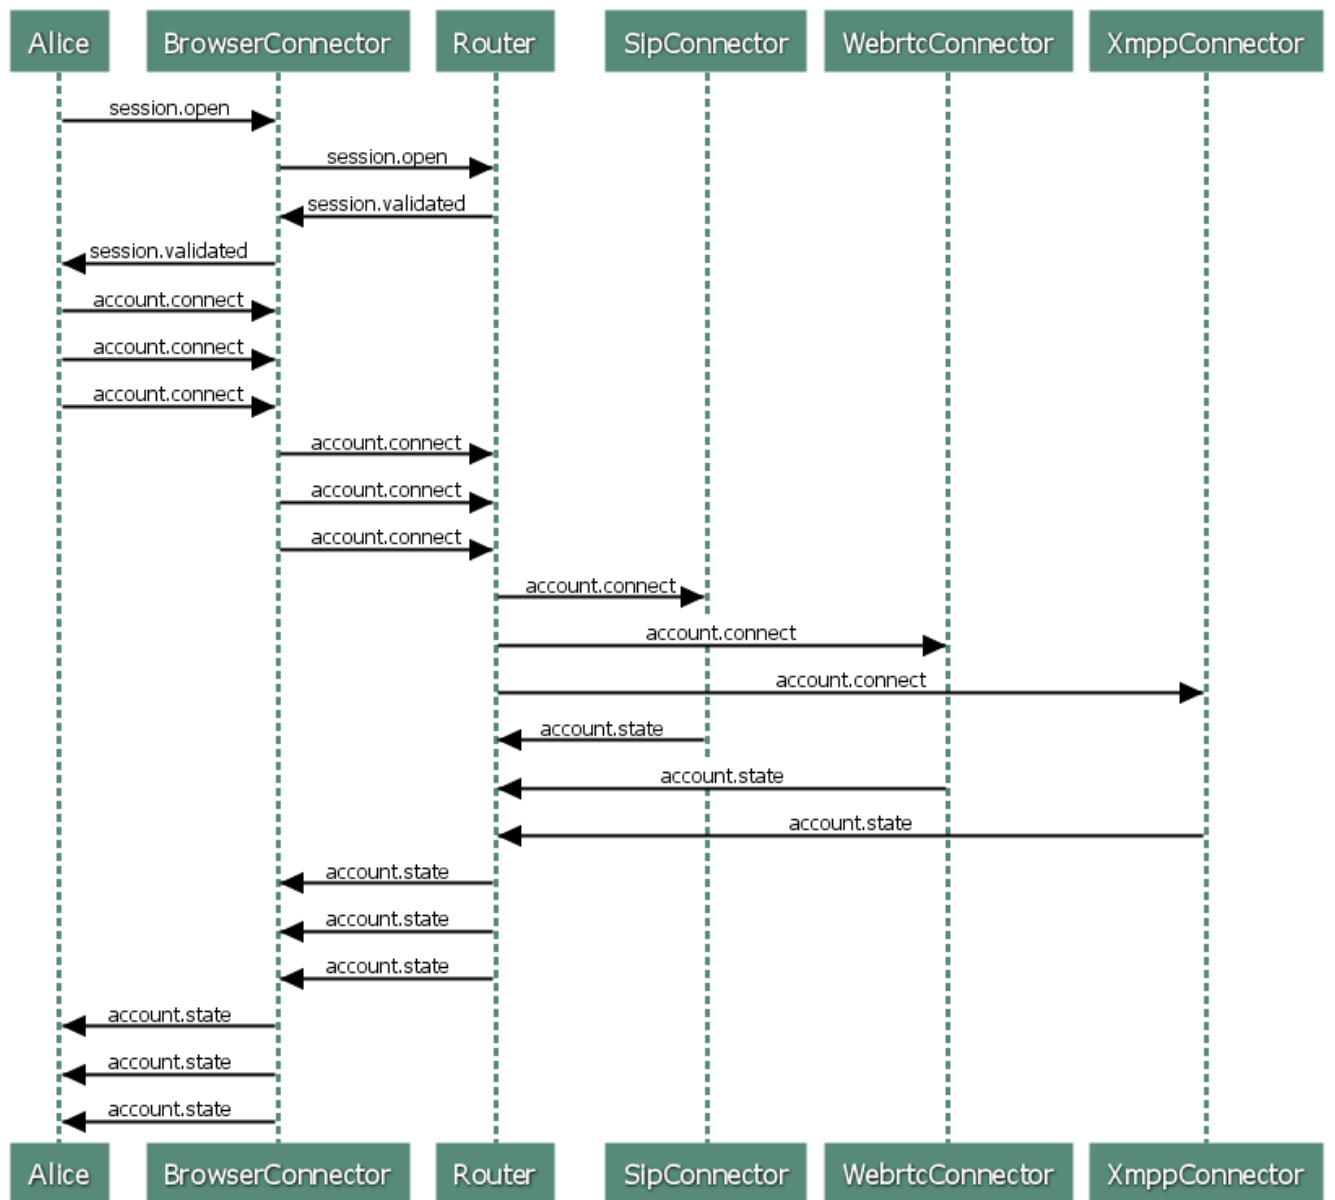 Alice BrowserConnector Router SipConnector WebrtcConnector XmppConnector
session.open
session.open
session.validated
session.validated
account.connect
account.connect
account.connect
account.connect
account.connect
account.connect
account.connect
account.connect
account.connect
account.state
account.state
account.state
account.state
account.state
account.state
account.state
account.state
account.state
Alice BrowserConnector Router SipConnector WebrtcConnector XmppConnector